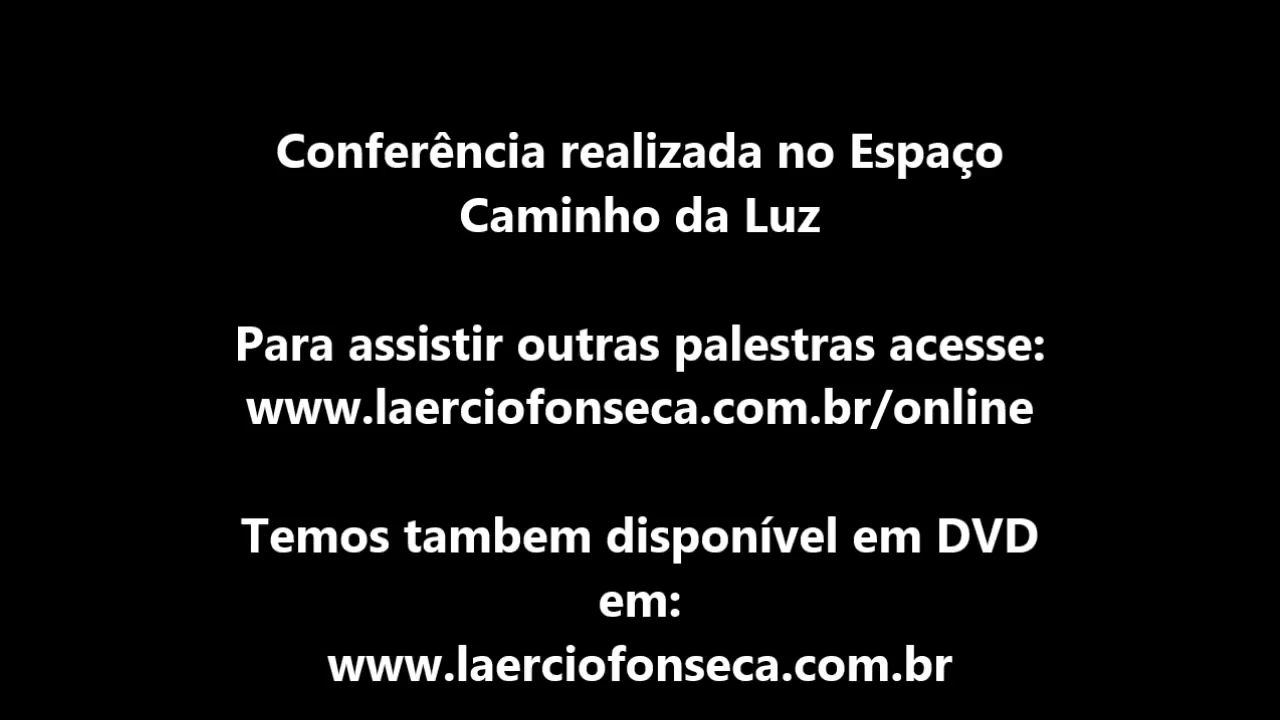 Conferência realizada no Espaço
Caminho da Luz
Para assistir outras palestras acesse:
www.laerciofonseca.com.br/online
Temos tambem disponível em DVD
em:
www.laerciofonseca.com.br